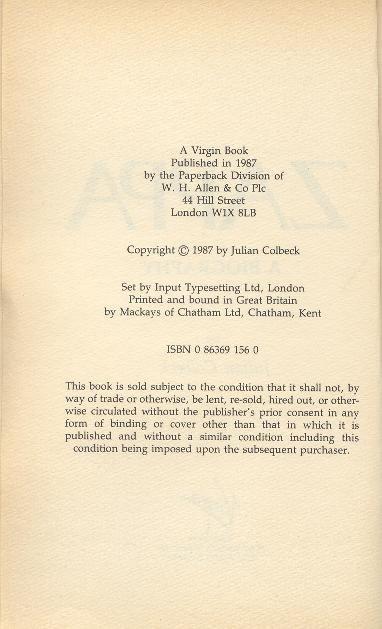 A Virgin Book
Published in 1987
by the Paperback Division of
W. H. Allen & Co Plc
44 Hill Street
London W1X 8LB
Copyright © 1987 by Julian Colbeck
Set by Input Typesetting Ltd, London
Printed and bound in Great Britain
by Mackays of Chatham Ltd, Chatham, Kent
ISBN 0 86369 156 0
This book is sold subject to the condition that it shall not, by
way of trade or otherwise, be lent, re-sold, hired out, or other-
wise circulated without the publisher's prior consent in any
form of binding or cover other than that in which it is
published and without a similar condition including this
condition being imposed upon the subsequent purchaser.
ZAPPA
A BIOGRAPHY